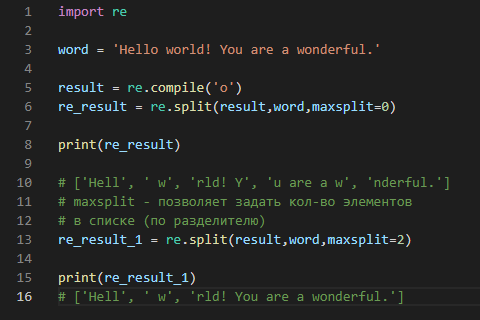 1 import re
2
3 word = 'Hello world! You are a wonderful.'
4
5 result = re.compile('o')
6 re_result = re.split(result,word,maxsplit=0)
7
8 print(re_result)
9
10 # ['Hell', ' w', 'rld! Y', 'u are a w', 'nderful.']
11 # maxsplit - позволяет задать кол-во элементов
12 # в списке (по разделителю)
13 re_result_1 = re.split(result,word,maxsplit=2)
14
15 print(re_result_1)
16 # ['Hell', ' w', 'rld! You are a wonderful.']